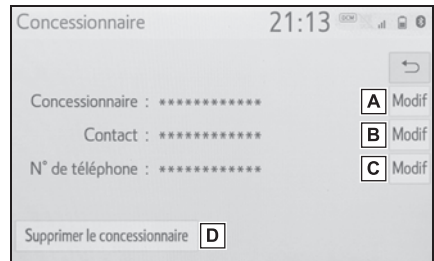 Concessionnaire 21:13
Concessionnaire : ************ A Modif
Contact : ************ B Modif
N° de téléphone : ************ C Modif
Supprimer le concessionnaire D